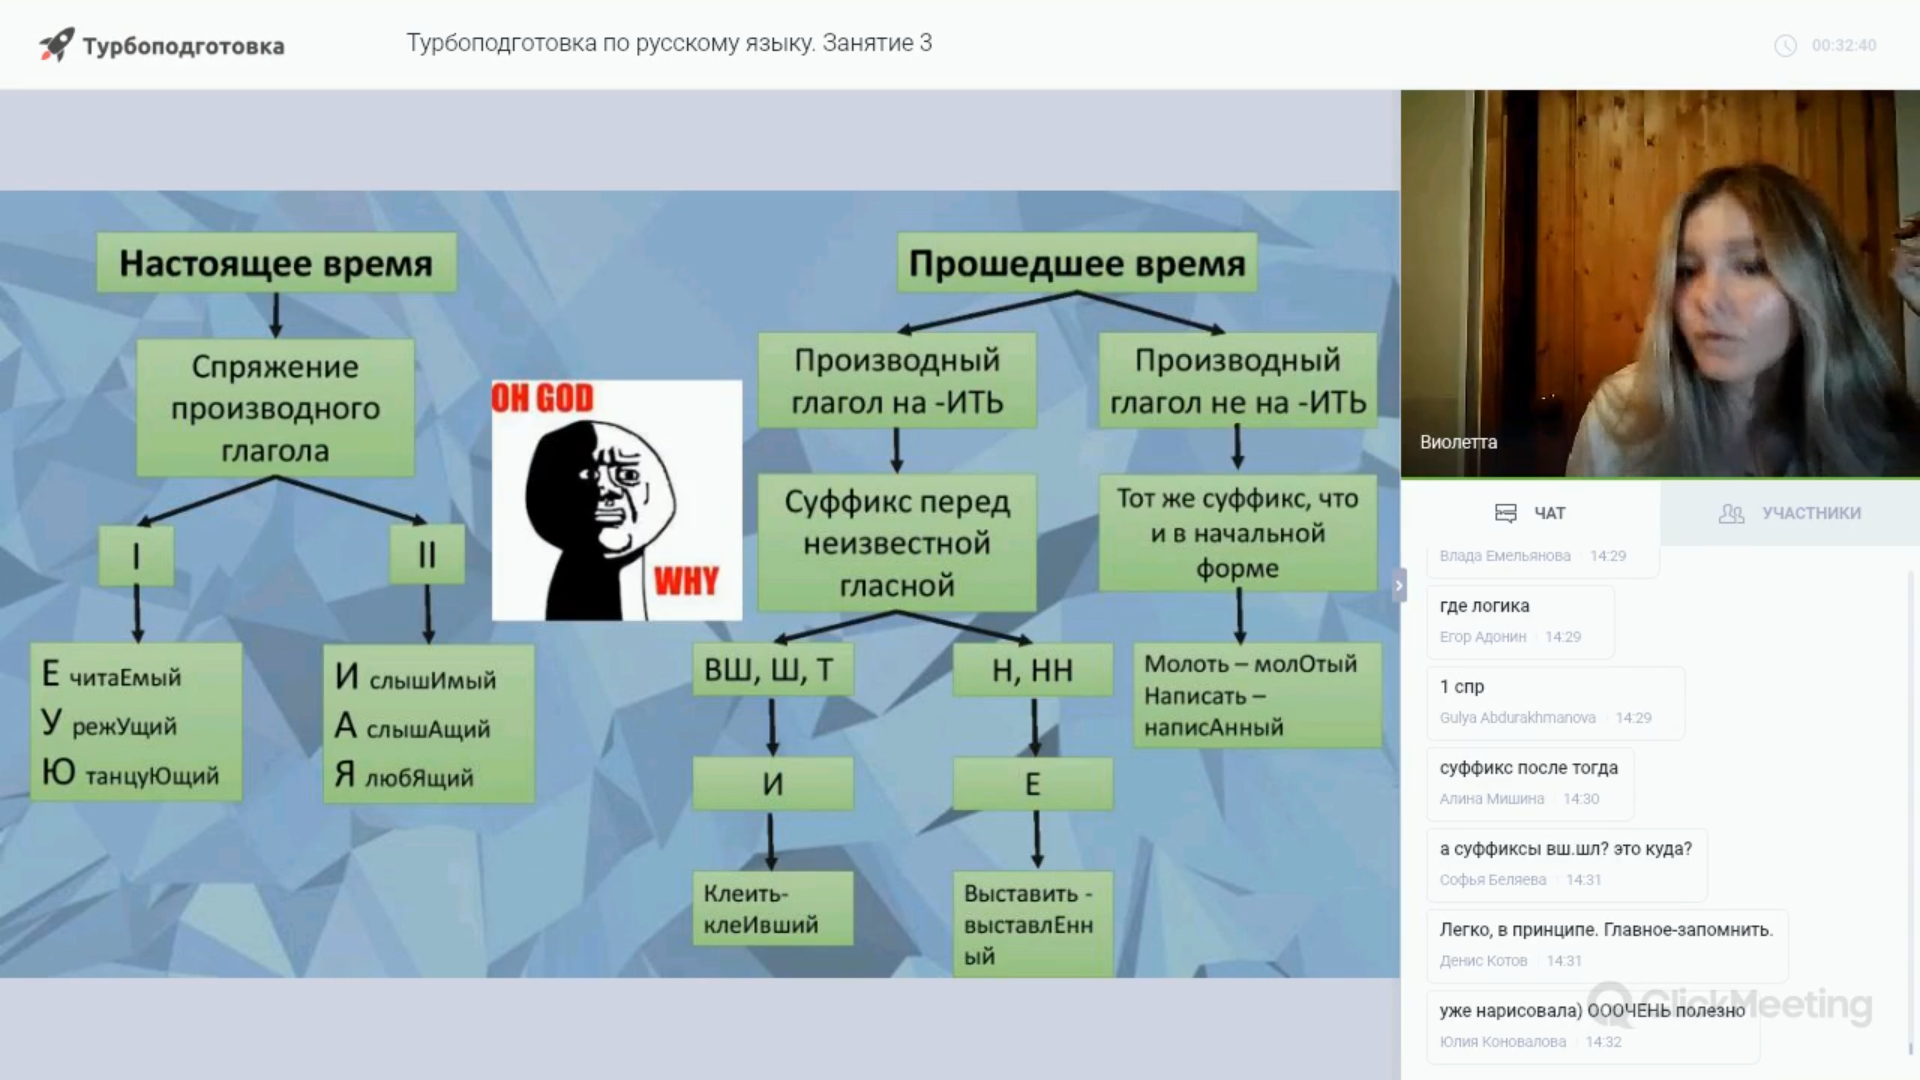 Турбоподготовка
Турбоподготовка по русскому языку. Занятие 3
00:32:40
Настоящее время
Спряжение
производного
глагола
I
II
Е читаЕмый
У режУщий
Ю танцуЮщий
И слышИмый
А слышАщий
Я любЯщий
OH GOD
WHY
Прошедшее время
Производный
глагол на -ИТЬ
Производный
глагол не на -ИТЬ
Суффикс перед
неизвестной
гласной
Тот же суффикс, что
и в начальной
форме
ВШ, Ш, Т
Н, НН
Молоть – молОтый
Написать –
написАнный
И
Е
Клеить-
клеИвший
Выставить -
выставлЕнн
ый
Виолетта
ЧАТ
УЧАСТНИКИ
Влада Емельянова 14:29
где логика
Егор Адонин 14:29
1 спр
Gulya Abdurakhmanova 14:29
суффикс после тогда
Алина Мишина 14:30
а суффиксы вш.шл? это куда?
Софья Беляева 14:31
Легко, в принципе. Главное-запомнить.
Денис Котов 14:31
уже нарисовала) ОООЧЕНЬ полезно
Юлия Коновалова 14:32
ClickMeeting